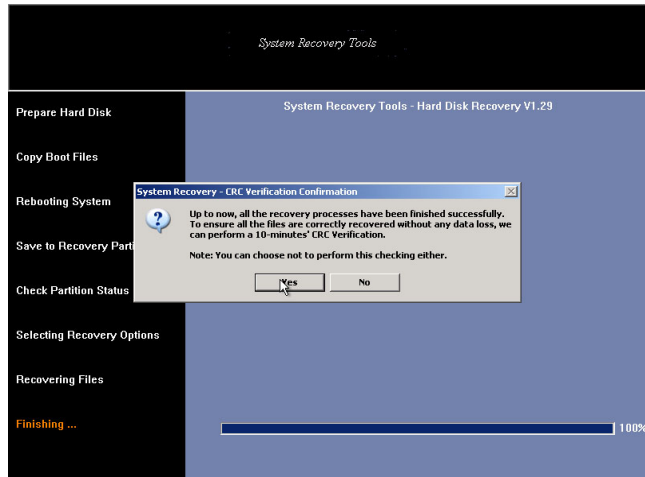 System Recovery Tools
System Recovery Tools - Hard Disk Recovery V1.29
Prepare Hard Disk
Copy Boot Files
Rebooting System
Save to Recovery Parti
Check Partition Status
Selecting Recovery Options
Recovering Files
Finishing ...
System Recovery - CRC Verification Confirmation
Up to now, all the recovery processes have been finished successfully.
To ensure all the files are correctly recovered without any data loss, we
can perform a 10-minutes' CRC Verification.
Note: You can choose not to perform this checking either.
Yes
No
100%